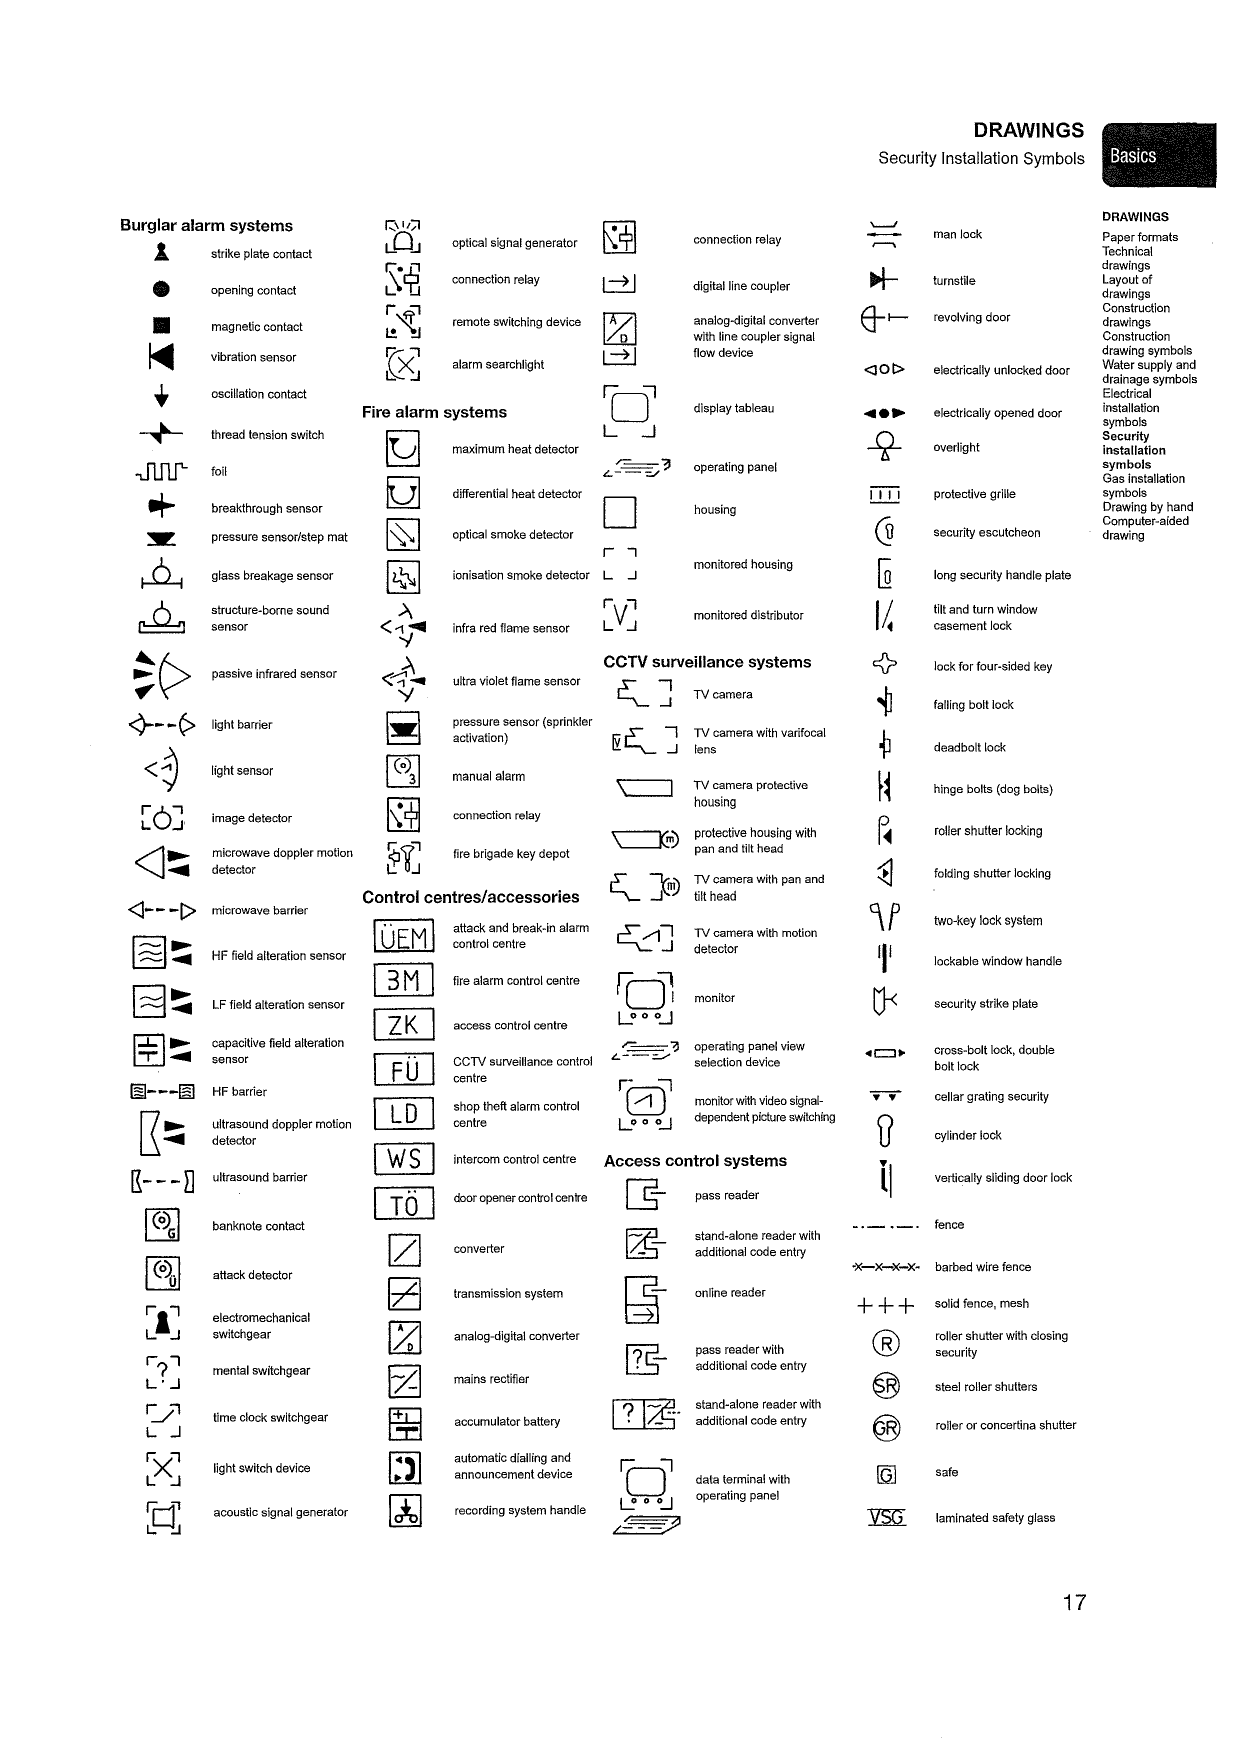 DRAWINGS
Security Installation Symbols
Basics
DRAWINGS
Paper formats
Technical
drawings
Layout of
drawings
Construction
drawings
Construction
drawing symbols
Water supply and
drainage symbols
Electrical
installation
symbols
Security
installation
symbols
Gas installation
symbols
Drawing by hand
Computer-aided
drawing
Burglar alarm systems
strike plate contact
opening contact
magnetic contact
vibration sensor
oscillation contact
thread tension switch
foil
breakthrough sensor
pressure sensor/step mat
glass breakage sensor
structure-borne sound
sensor
passive infrared sensor
light barrier
light sensor
image detector
microwave doppler motion
detector
microwave barrier
HF field alteration sensor
LF field alteration sensor
capacitive field alteration
sensor
HF barrier
ultrasound doppler motion
detector
ultrasound barrier
G
banknote contact
Ü
attack detector
electromechanical
switchgear
?
mental switchgear
time clock switchgear
light switch device
acoustic signal generator
optical signal generator
connection relay
remote switching device
alarm searchlight
Fire alarm systems
maximum heat detector
differential heat detector
optical smoke detector
ionisation smoke detector
infra red flame sensor
ultra violet flame sensor
pressure sensor (sprinkler
activation)
3
manual alarm
connection relay
fire brigade key depot
Control centres/accessories
ÜEM
attack and break-in alarm
control centre
BM
fire alarm control centre
ZK
access control centre
FÜ
CCTV surveillance control
centre
LD
shop theft alarm control
centre
WS
intercom control centre
TÖ
door opener control centre
converter
transmission system
A
D
analog-digital converter
mains rectifier
accumulator battery
automatic dialling and
announcement device
recording system handle
connection relay
digital line coupler
A
D
analog-digital converter
with line coupler signal
flow device
display tableau
operating panel
housing
monitored housing
V
monitored distributor
CCTV surveillance systems
TV camera
V
TV camera with varifocal
lens
TV camera protective
housing
m
protective housing with
pan and tilt head
m
TV camera with pan and
tilt head
TV camera with motion
detector
monitor
operating panel view
selection device
monitor with video signal-
dependent picture switching
Access control systems
pass reader
stand-alone reader with
additional code entry
online reader
?
pass reader with
additional code entry
?
stand-alone reader with
additional code entry
data terminal with
operating panel
man lock
turnstile
revolving door
electrically unlocked door
electrically opened door
overlight
protective grille
security escutcheon
long security handle plate
tilt and turn window
casement lock
lock for four-sided key
falling bolt lock
deadbolt lock
hinge bolts (dog bolts)
roller shutter locking
folding shutter locking
two-key lock system
lockable window handle
security strike plate
cross-bolt lock, double
bolt lock
cellar grating security
cylinder lock
vertically sliding door lock
fence
barbed wire fence
solid fence, mesh
R
roller shutter with closing
security
SR
steel roller shutters
GR
roller or concertina shutter
G
safe
VSG
laminated safety glass
17